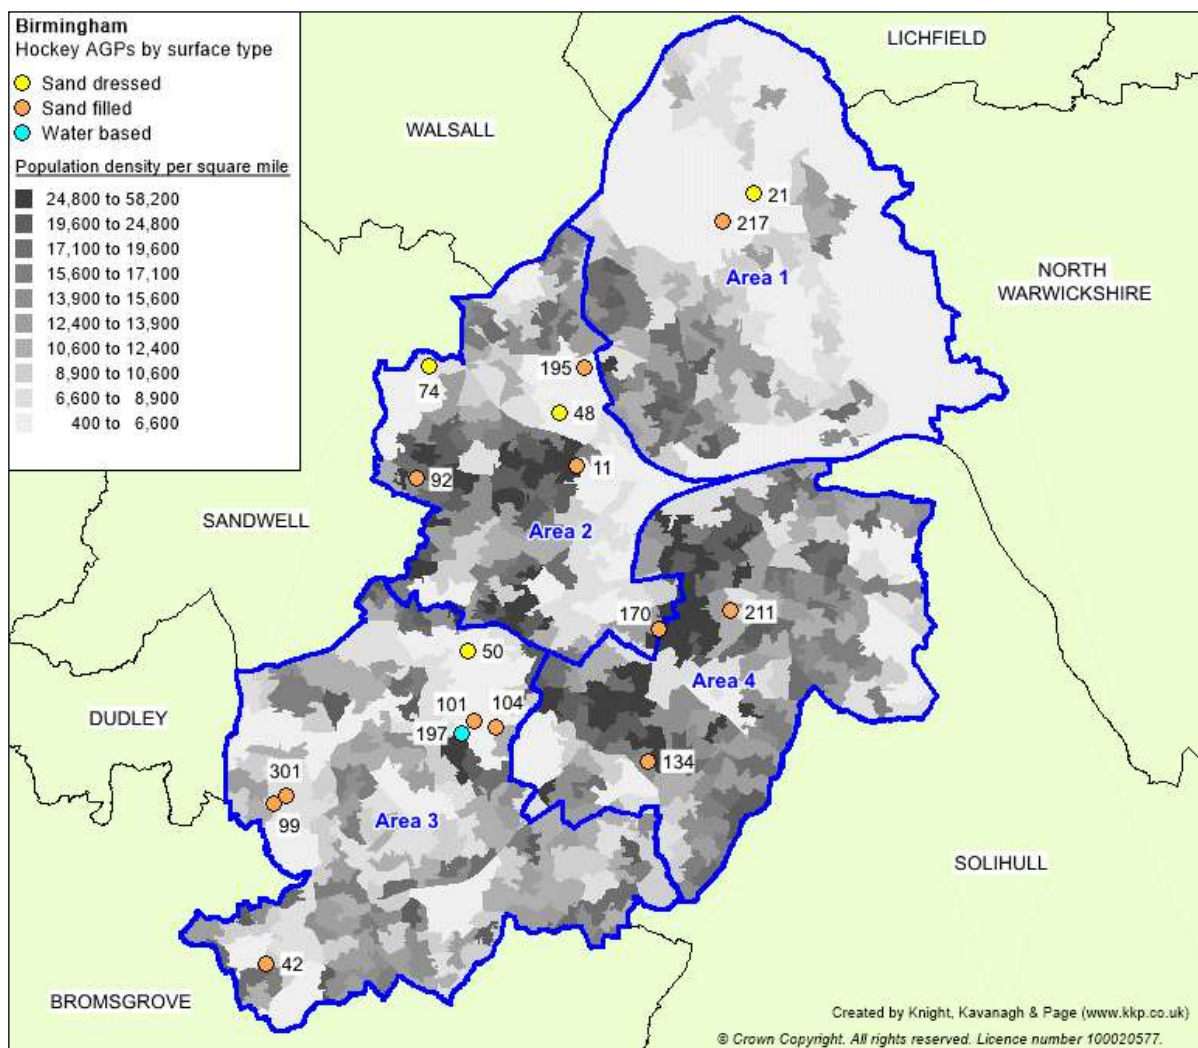 Birmingham
Hockey AGPs by surface type
Sand dressed
Sand filled
Water based
Population density per square mile
24,800 to 58,200
19,600 to 24,800
17,100 to 19,600
15,600 to 17,100
13,900 to 15,600
12,400 to 13,900
10,600 to 12,400
8,900 to 10,600
6,600 to 8,900
400 to 6,600
LICHFIELD
WALSALL
21
217
Area 1
NORTH
WARWICKSHIRE
195
74
48
11
92
SANDWELL
Area 2
170
211
50
Area 4
101
104
DUDLEY
197
134
301
99
Area 3
SOLIHULL
42
BROMSGROVE
Created by Knight, Kavanagh & Page (www.kkp.co.uk)
© Crown Copyright. All rights reserved. Licence number 100020577.